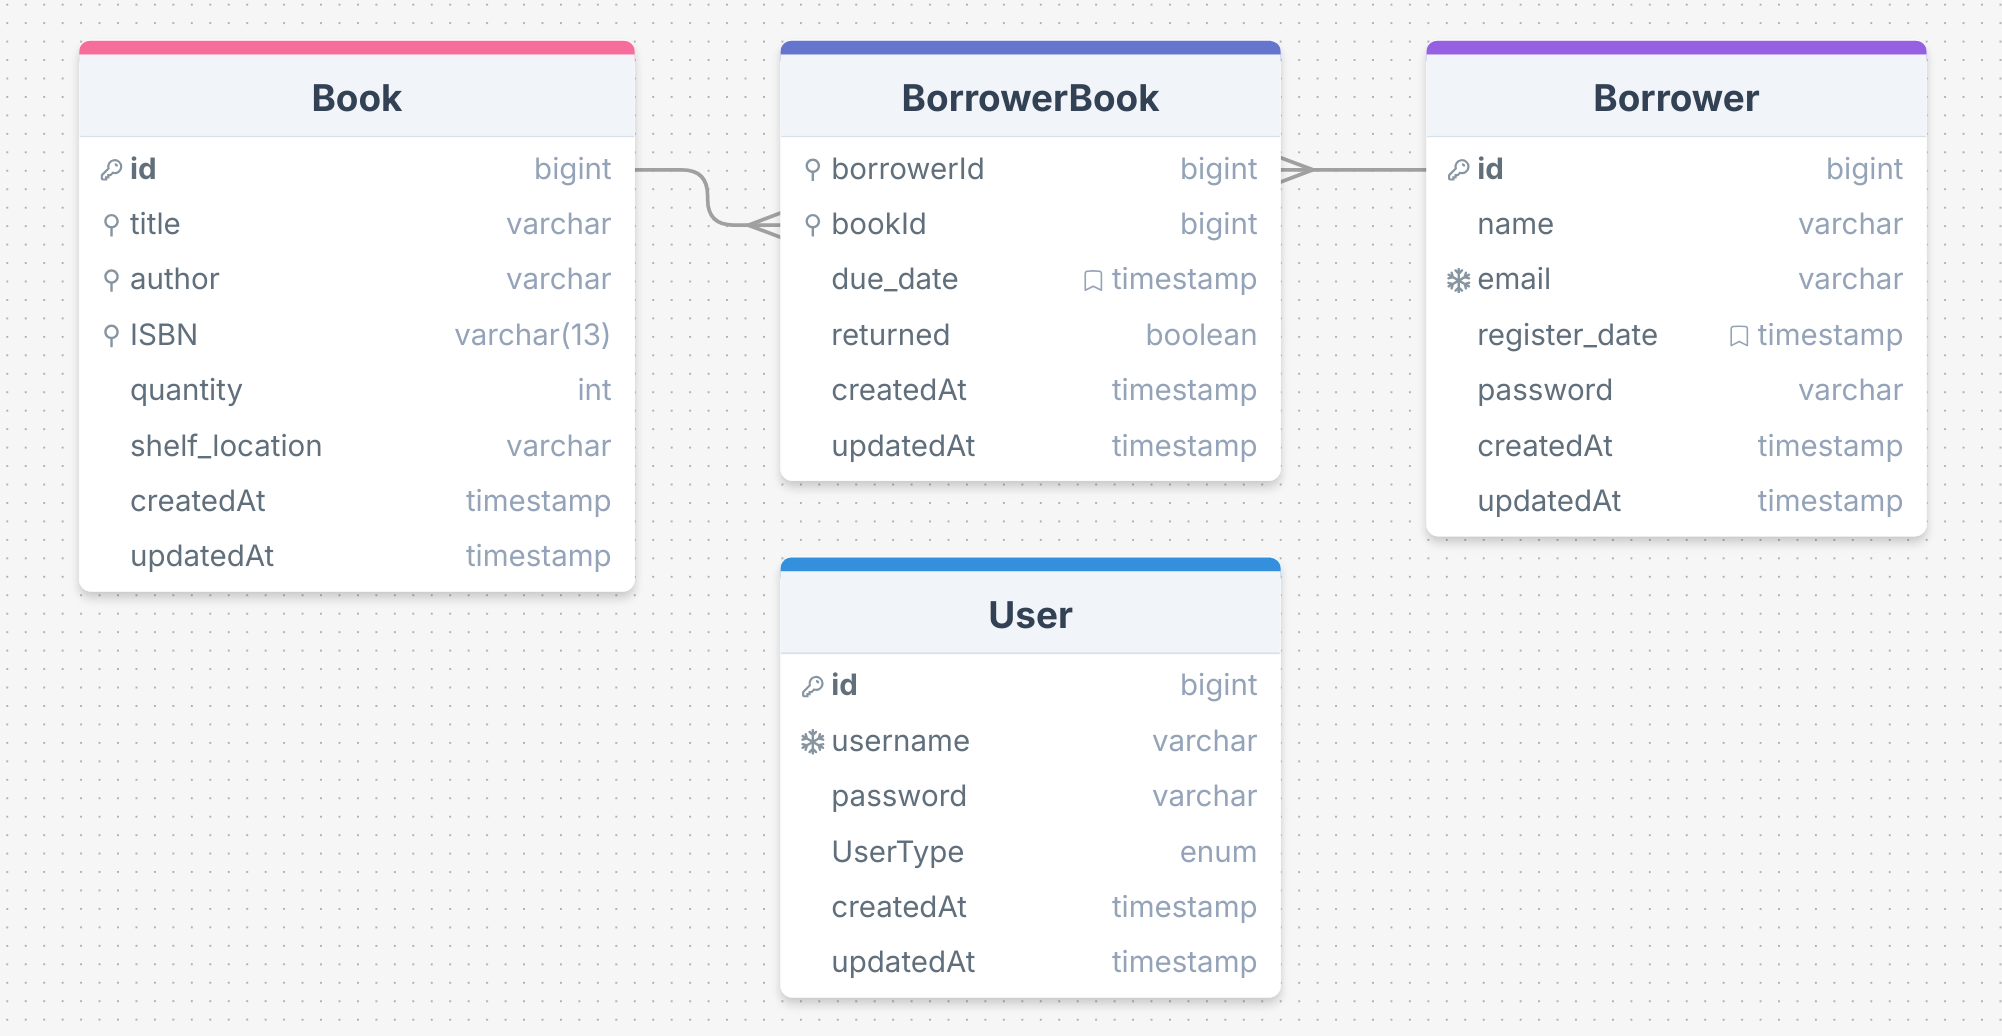 Book
id bigint
title varchar
author varchar
ISBN varchar(13)
quantity int
shelf_location varchar
createdAt timestamp
updatedAt timestamp
BorrowerBook
borrowerId bigint
bookId bigint
due_date timestamp
returned boolean
createdAt timestamp
updatedAt timestamp
Borrower
id bigint
name varchar
email varchar
register_date timestamp
password varchar
createdAt timestamp
updatedAt timestamp
User
id bigint
username varchar
password varchar
UserType enum
createdAt timestamp
updatedAt timestamp